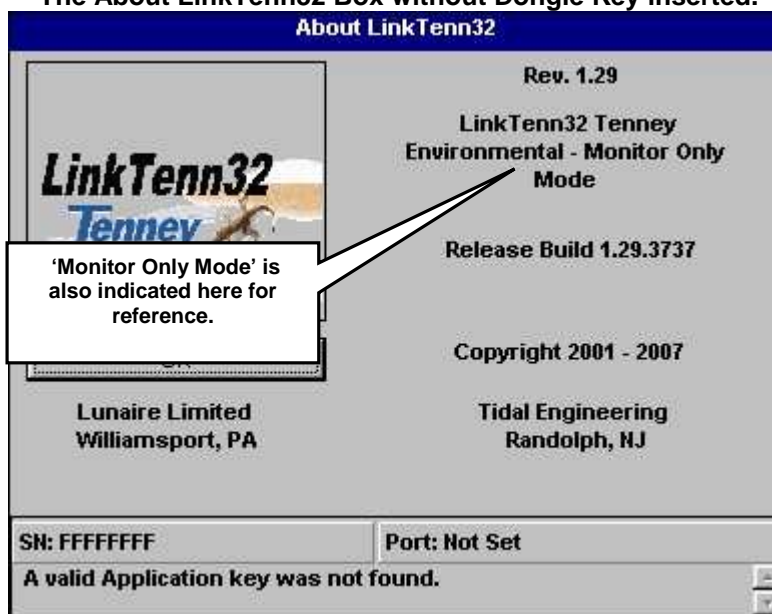 The About LinkTenn32 Box without Dongle Key inserted.
About LinkTenn32
Rev. 1.29
LinkTenn32 Tenney
Environmental - Monitor Only
Mode
LinkTenn32
Tenney
'Monitor Only Mode' is
also indicated here for
reference.
Release Build 1.29.3737
Copyright 2001 - 2007
Lunaire Limited
Williamsport, PA
Tidal Engineering
Randolph, NJ
SN: FFFFFFFF
Port: Not Set
A valid Application key was not found.